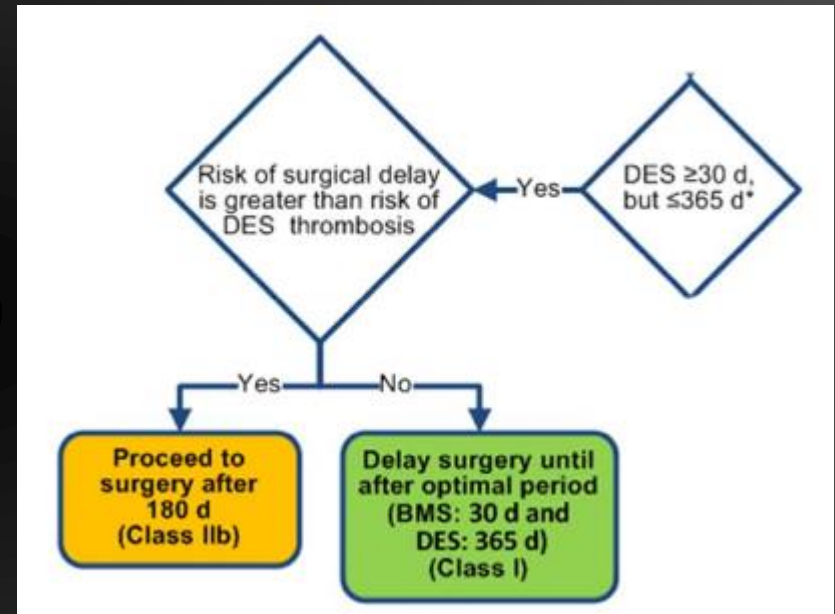 Risk of surgical delay
is greater than risk of
DES thrombosis
Yes
DES ≥30 d,
but ≤365 d*
Yes
No
Proceed to
surgery after
180 d
(Class IIb)
Delay surgery until
after optimal period
(BMS: 30 d and
DES: 365 d)
(Class I)